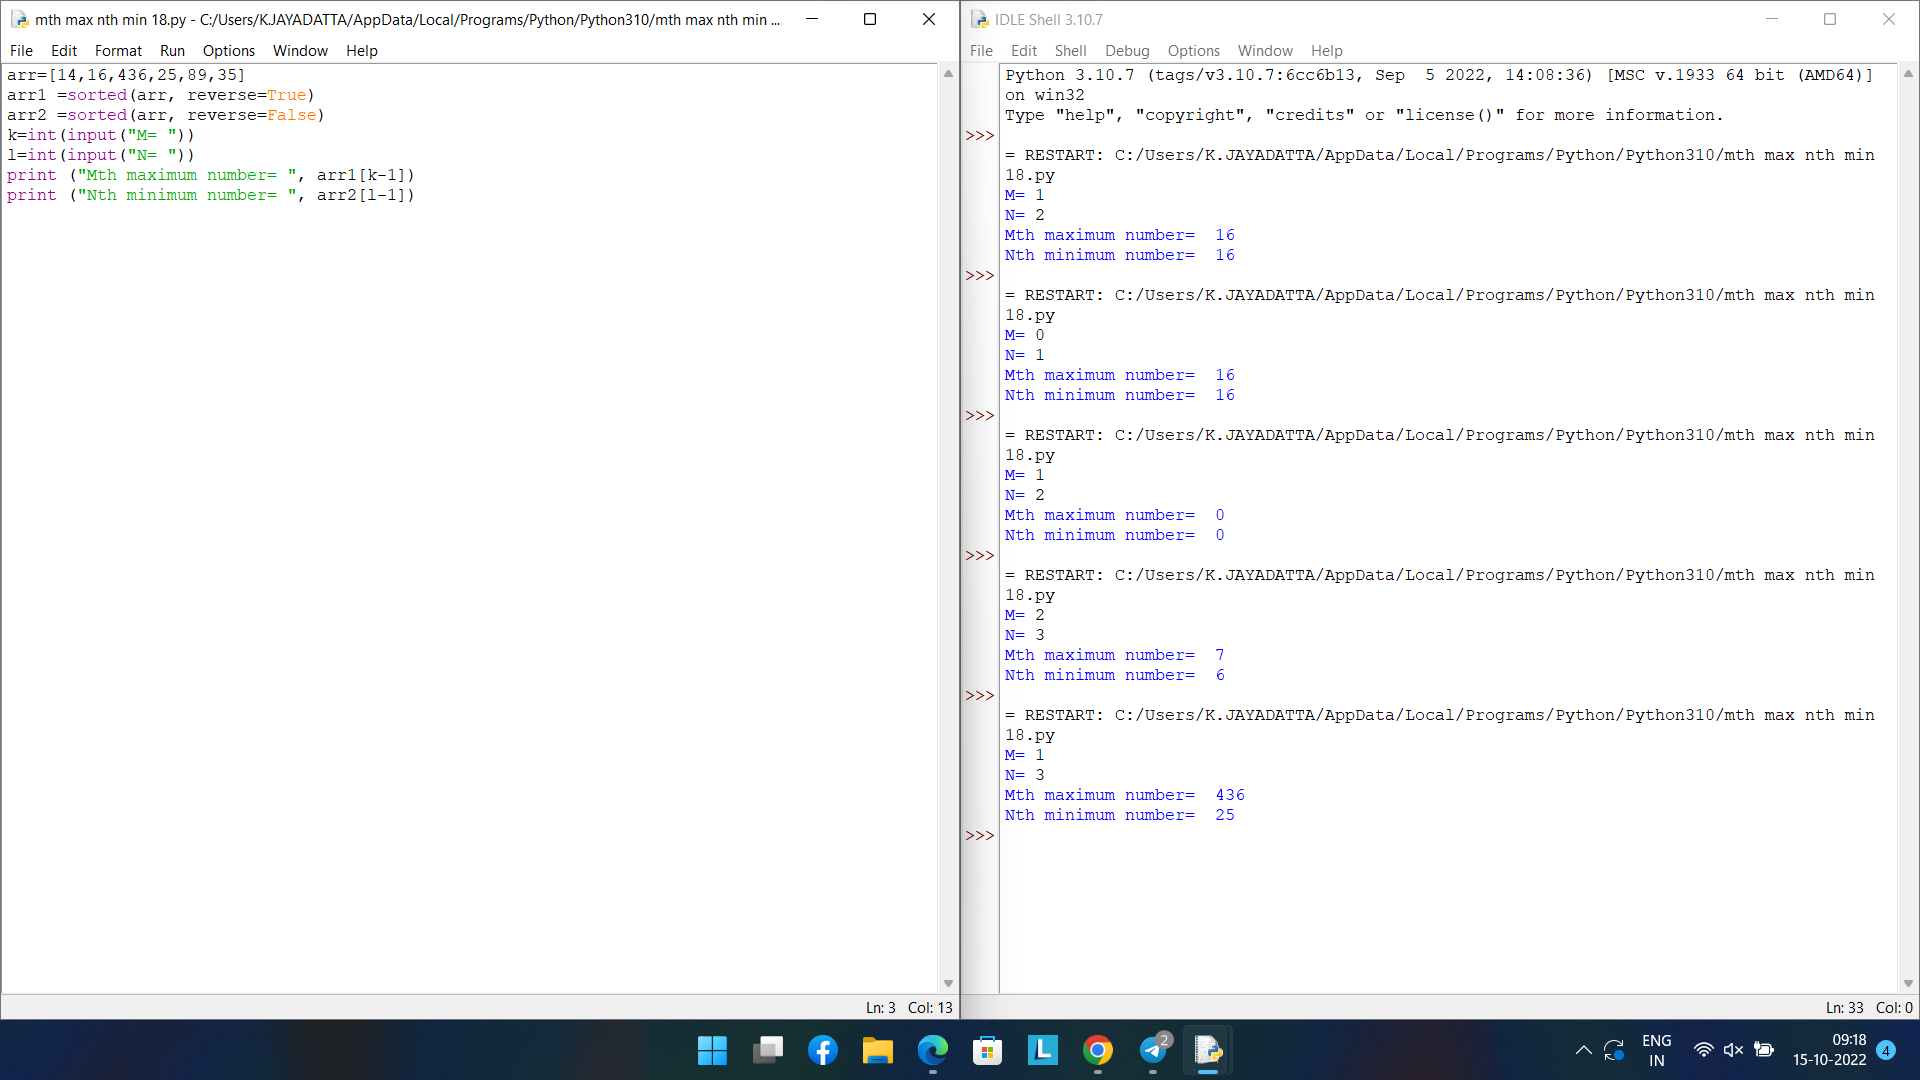 mth max nth min 18.py - C:/Users/K.JAYADATTA/AppData/Local/Programs/Python/Python310/mth max nth min ...
File Edit Format Run Options Window Help
arr=[14,16,436,25,89,35]
arr1 =sorted(arr, reverse=True)
arr2 =sorted(arr, reverse=False)
k=int(input("M= "))
l=int(input("N= "))
print ("Mth maximum number= ", arr1[k-1])
print ("Nth minimum number= ", arr2[l-1])
Ln: 3 Col: 13
IDLE Shell 3.10.7
File Edit Shell Debug Options Window Help
Python 3.10.7 (tags/v3.10.7:6cc6b13, Sep  5 2022, 14:08:36) [MSC v.1933 64 bit (AMD64)]
on win32
Type "help", "copyright", "credits" or "license()" for more information.
>>>
= RESTART: C:/Users/K.JAYADATTA/AppData/Local/Programs/Python/Python310/mth max nth min
18.py
M= 1
N= 2
Mth maximum number=  16
Nth minimum number=  16
>>>
= RESTART: C:/Users/K.JAYADATTA/AppData/Local/Programs/Python/Python310/mth max nth min
18.py
M= 0
N= 1
Mth maximum number=  16
Nth minimum number=  16
>>>
= RESTART: C:/Users/K.JAYADATTA/AppData/Local/Programs/Python/Python310/mth max nth min
18.py
M= 1
N= 2
Mth maximum number=  0
Nth minimum number=  0
>>>
= RESTART: C:/Users/K.JAYADATTA/AppData/Local/Programs/Python/Python310/mth max nth min
18.py
M= 2
N= 3
Mth maximum number=  7
Nth minimum number=  6
>>>
= RESTART: C:/Users/K.JAYADATTA/AppData/Local/Programs/Python/Python310/mth max nth min
18.py
M= 1
N= 3
Mth maximum number=  436
Nth minimum number=  25
>>>
Ln: 33 Col: 0
L
2
ENG
IN
09:18
15-10-2022
4